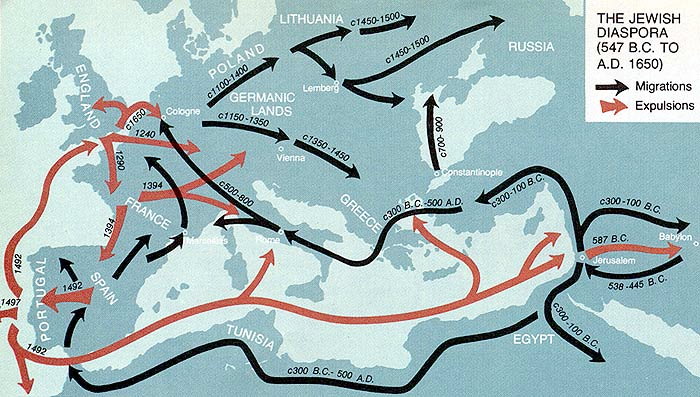 THE JEWISH
DIASPORA
(547 B.C. TO
A.D. 1650)
Migrations
Expulsions
LITHUANIA
c1450-1500
c1450-1500
RUSSIA
POLAND
c1100-1400
Lemberg
ENGLAND
c1650
Cologne
GERMANIC
LANDS
1240
c1150-1350
c1350-1450
Vienna
c700-900
1290
Constantinople
1394
c500-800
FRANCE
1394
Marseilles
Rome
GREECE
c300 B.C.-500 A.D.
c300-100 B.C.
c300-100 B.C.
587 B.C.
Babylon
Jerusalem
538-445 B.C.
1492
1497
PORTUGAL
SPAIN
1492
1492
TUNISIA
c300 B.C.- 500 A.D.
EGYPT
c300-100 B.C.